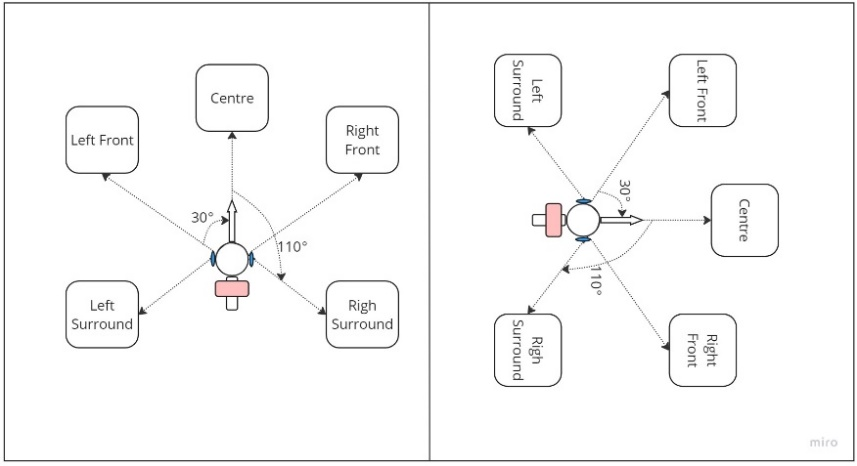 Centre
Left Front
Right
Front
30°
110°
Left
Surround
Righ
Surround
Left
Surround
Left Front
30°
Centre
110°
Righ
Surround
Right
Front
miro